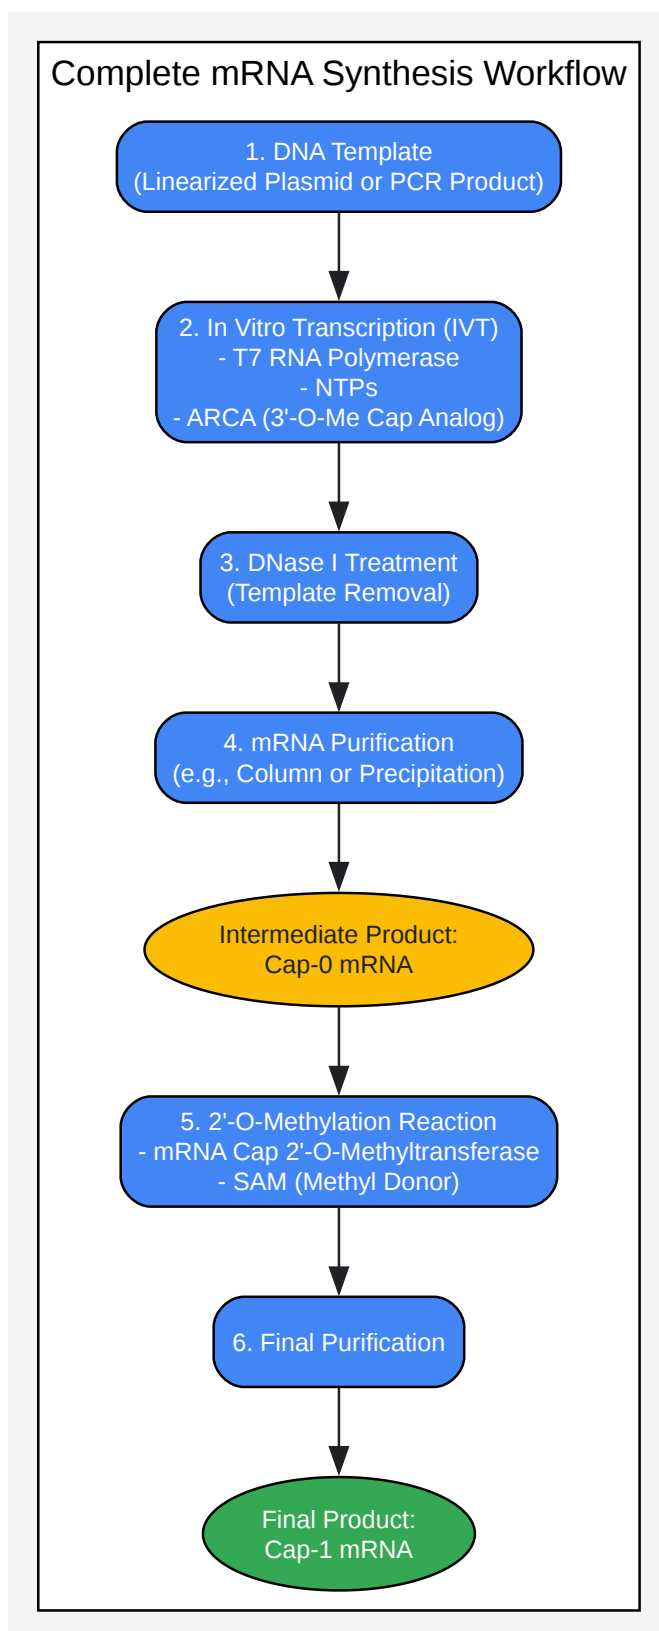 Complete mRNA Synthesis Workflow
1. DNA Template
(Linearized Plasmid or PCR Product)
2. In Vitro Transcription (IVT)
- T7 RNA Polymerase
- NTPs
- ARCA (3'-O-Me Cap Analog)
3. DNase I Treatment
(Template Removal)
4. mRNA Purification
(e.g., Column or Precipitation)
Intermediate Product:
Cap-0 mRNA
5. 2'-O-Methylation Reaction
- mRNA Cap 2'-O-Methyltransferase
- SAM (Methyl Donor)
6. Final Purification
Final Product:
Cap-1 mRNA